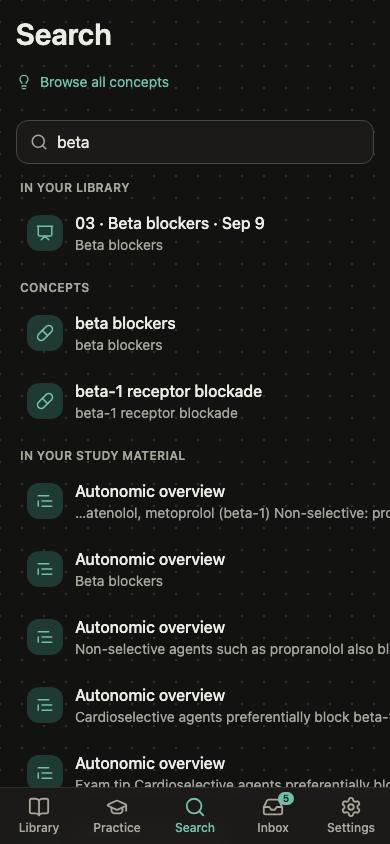 Search
Browse all concepts
beta
IN YOUR LIBRARY
03 · Beta blockers · Sep 9
Beta blockers
CONCEPTS
beta blockers
beta blockers
beta-1 receptor blockade
beta-1 receptor blockade
IN YOUR STUDY MATERIAL
Autonomic overview
...atenolol, metoprolol (beta-1) Non-selective: pro
Autonomic overview
Beta blockers
Autonomic overview
Non-selective agents such as propranolol also bl
Autonomic overview
Cardioselective agents preferentially block beta-
Autonomic overview
Exam tip Cardioselective agents preferentially blo
5
Library Practice Search Inbox Settings